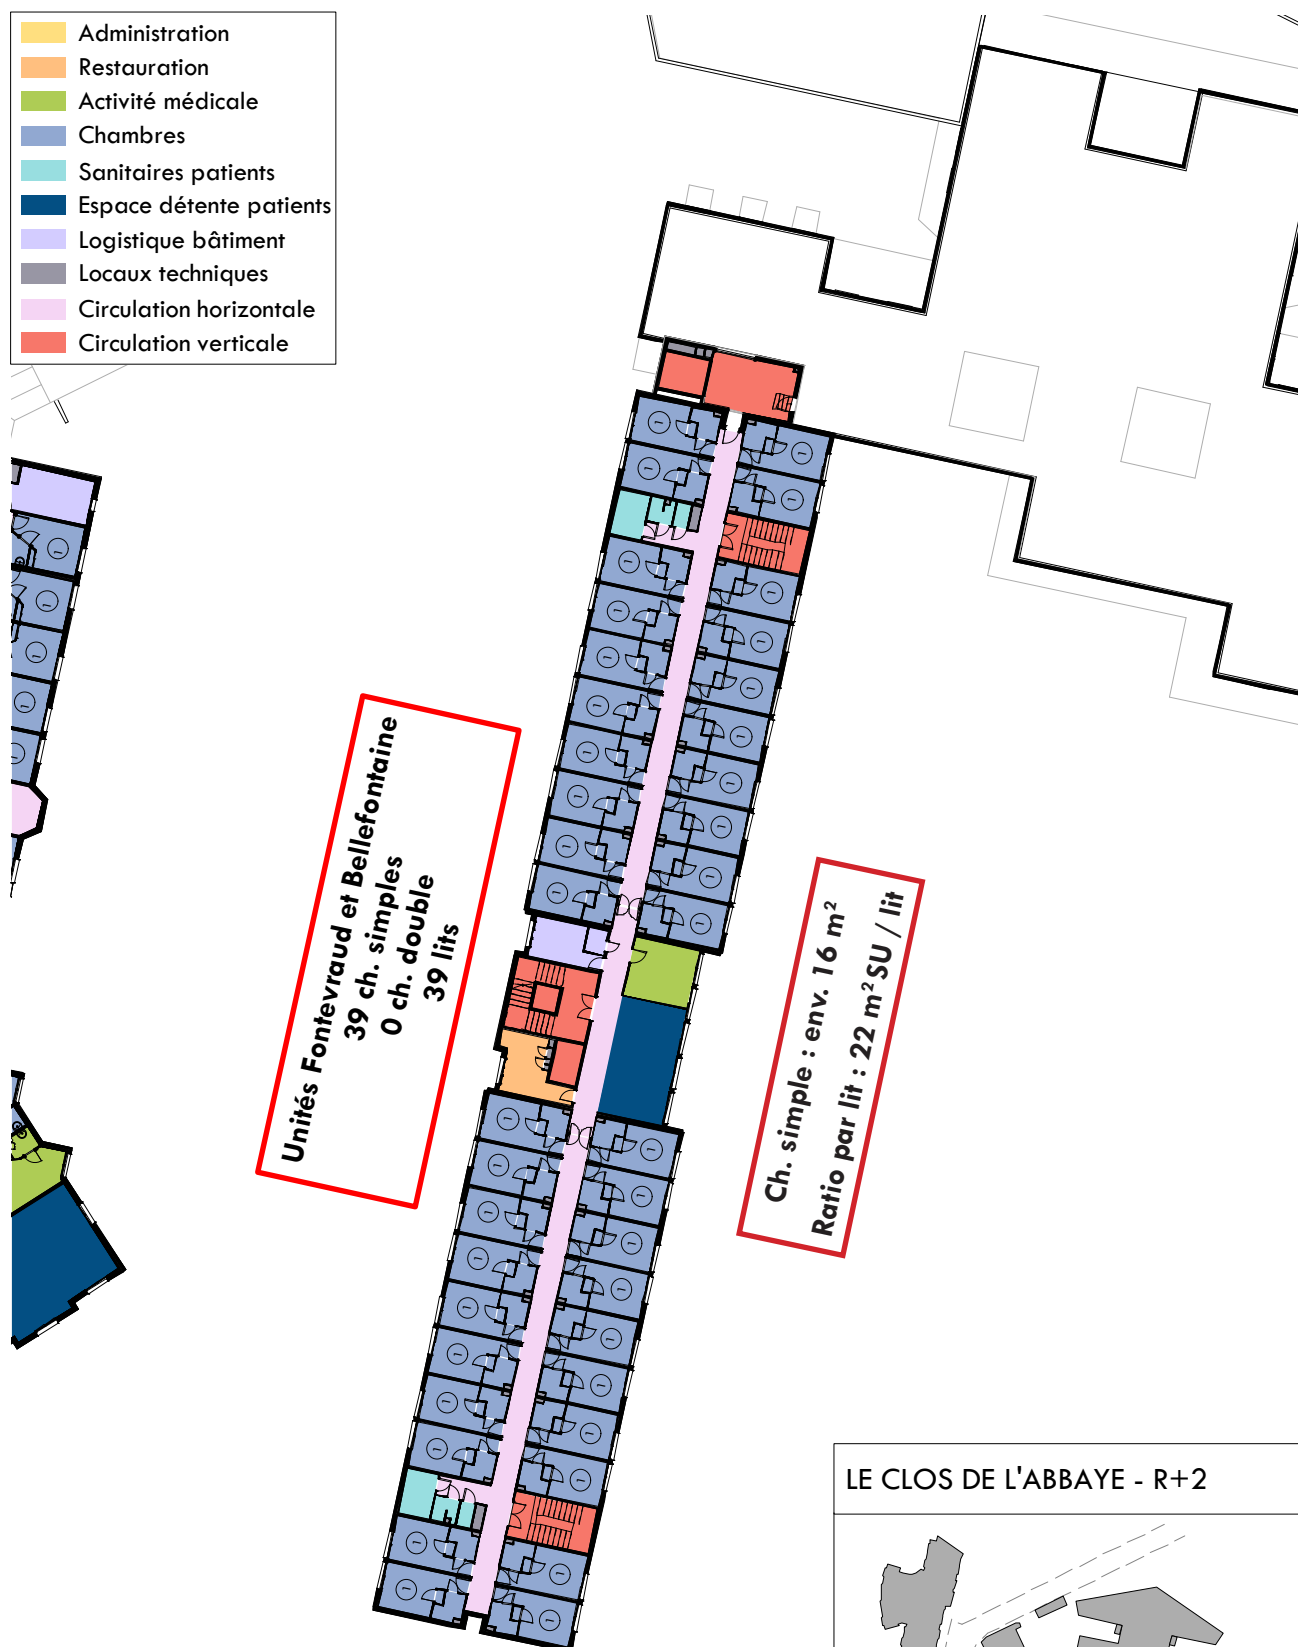 Administration
Restauration
Activité médicale
Chambres
Sanitaires patients
Espace détente patients
Logistique bâtiment
Locaux techniques
Circulation horizontale
Circulation verticale
Unités Fontevraud et Bellefontaine
39 ch. simples
0 ch. double
39 lits
Ch. simple : env. 16 m²
Ratio par lit : 22 m² SU / lit
LE CLOS DE L'ABBAYE - R+2